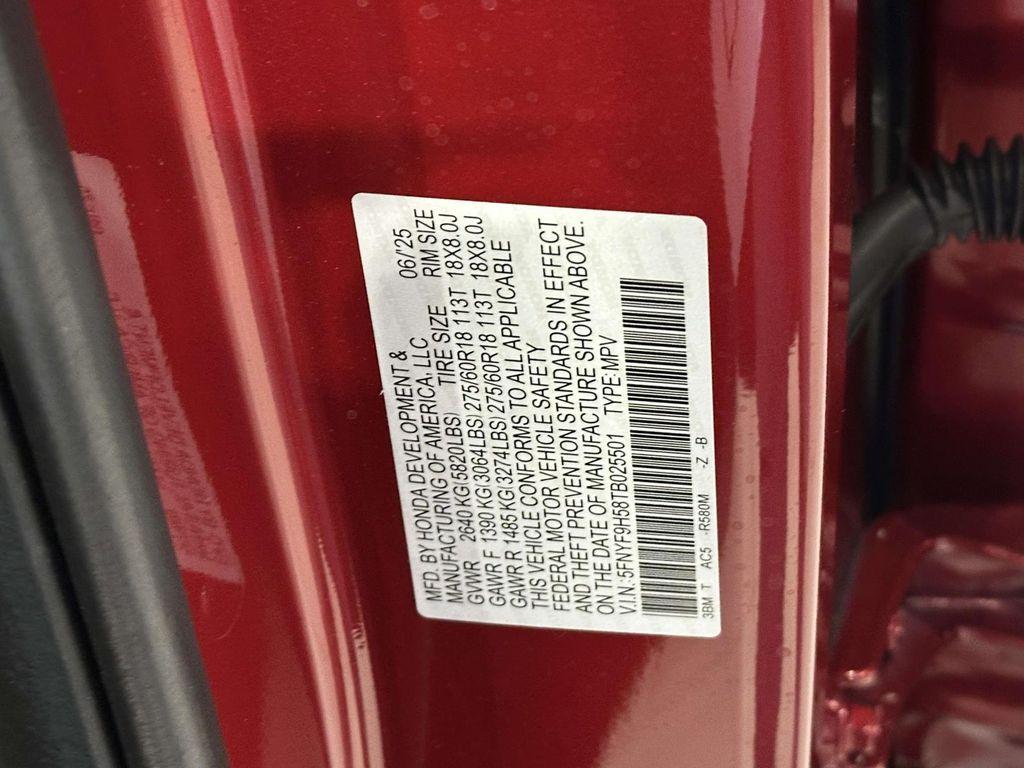 MFD. BY HONDA DEVELOPMENT &
MANUFACTURING OF AMERICA, LLC 06/25
GVWR 2640 KG(5820LBS) TIRE SIZE RIM SIZE
GAWR F 1390 KG(3064LBS) 275/60R18 113T 18X8.0J
GAWR R 1485 KG(3274LBS) 275/60R18 113T 18X8.0J
THIS VEHICLE CONFORMS TO ALL APPLICABLE
FEDERAL MOTOR VEHICLE SAFETY
AND THEFT PREVENTION STANDARDS IN EFFECT
ON THE DATE OF MANUFACTURE SHOWN ABOVE.
V.I.N.:5FNYF9H58TB025501 TYPE:MPV
3BM T AC5 -R580M -Z -B